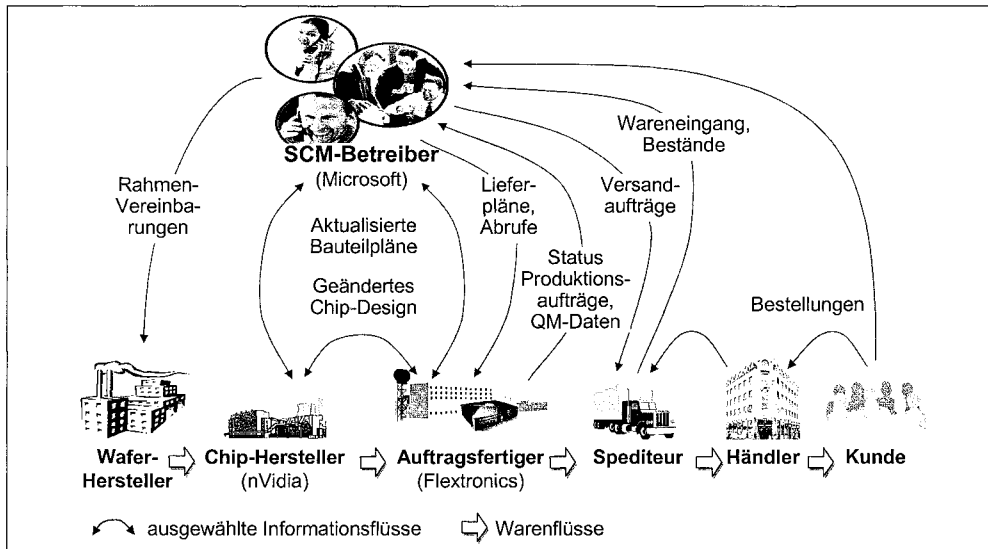 SCM-Betreiber
(Microsoft)
Rahmen-
Vereinba-
rungen
Aktualisierte
Bauteilpläne
Geändertes
Chip-Design
Liefer-
pläne,
Abrufe
Status
Produktions-
aufträge,
QM-Daten
Versand-
aufträge
Wareneingang,
Bestände
Bestellungen
Wafer-
Hersteller
Chip-Hersteller
(nVidia)
Auftragsfertiger
(Flextronics)
Spediteur
Händler
Kunde
ausgewählte Informationsflüsse
Warenflüsse